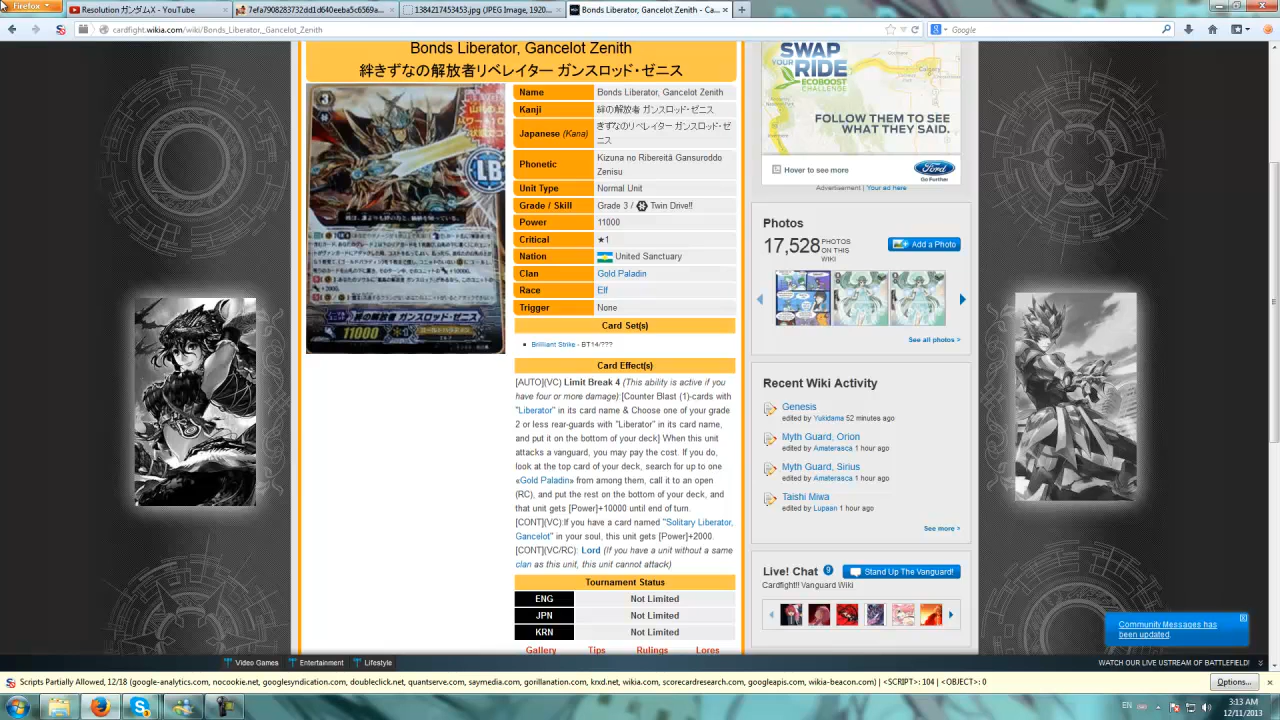 Firefox
Resolution ガンダムX - YouTube
7efa7908283732dd1d640eeba5c6569a...
1384217453453.jpg (JPEG Image, 1920...
Bonds Liberator, Gancelot Zenith - Ca...
cardfight.wikia.com/wiki/Bonds_Liberator,_Gancelot_Zenith
Google
Bonds Liberator, Gancelot Zenith
絆きずなの解放者リベレイター ガンスロッド・ゼニス
Name
Bonds Liberator, Gancelot Zenith
Kanji
絆の解放者 ガンスロッド・ゼニス
Japanese (Kana)
きずなのリベレイター ガンスロッド・ゼ
ニス
Phonetic
Kizuna no Ribereitā Gansuroddo
Zenisu
Unit Type
Normal Unit
Grade / Skill
Grade 3 / Twin Drive!!
Power
11000
Critical
★1
Nation
United Sanctuary
Clan
Gold Paladin
Race
Elf
Trigger
None
Card Set(s)
Brilliant Strike - BT14/???
Card Effect(s)
[AUTO](VC) Limit Break 4 (This ability is active if you
have four or more damage):[Counter Blast (1)-cards with
"Liberator" in its card name & Choose one of your grade
2 or less rear-guards with "Liberator" in its card name,
and put it on the bottom of your deck] When this unit
attacks a vanguard, you may pay the cost. If you do,
look at the top card of your deck, search for up to one
«Gold Paladin» from among them, call it to an open
(RC), and put the rest on the bottom of your deck, and
that unit gets [Power]+10000 until end of turn.
[CONT](VC):If you have a card named "Solitary Liberator,
Gancelot" in your soul, this unit gets [Power]+2000.
[CONT](VC/RC): Lord (If you have a unit without a same
clan as this unit, this unit cannot attack)
Tournament Status
ENG
Not Limited
JPN
Not Limited
KRN
Not Limited
Gallery
Tips
Rulings
Lores
3
LB
11000
絆の解放者 ガンスロッド・ゼニス
SWAP
YOUR
RIDE
ECOBOOST
CHALLENGE
FOLLOW THEM TO SEE
WHAT THEY SAID.
Hover to see more
Ford
Go Further
Advertisement | Your ad here
Photos
17,528 PHOTOS
ON THIS
WIKI
Add a Photo
See all photos >
Recent Wiki Activity
Genesis
edited by Yukidama 52 minutes ago
Myth Guard, Orion
edited by Amaterasca 1 hour ago
Myth Guard, Sirius
edited by Amaterasca 1 hour ago
Taishi Miwa
edited by Lupaan 1 hour ago
See more >
Live! Chat 9
Stand Up The Vanguard!
Cardfight!! Vanguard Wiki
Community Messages has
been updated.
Video Games
Entertainment
Lifestyle
WATCH OUR LIVE USTREAM OF BATTLEFIELD!
Scripts Partially Allowed, 12/18 (google-analytics.com, nocookie.net, googlesyndication.com, doubleclick.net, quantserve.com, saymedia.com, gorillanation.com, krxd.net, wikia.com, scorecardresearch.com, googleapis.com, wikia-beacon.com) | <SCRIPT>: 104 | <OBJECT>: 0
Options...
EN
3:13 AM
12/11/2013